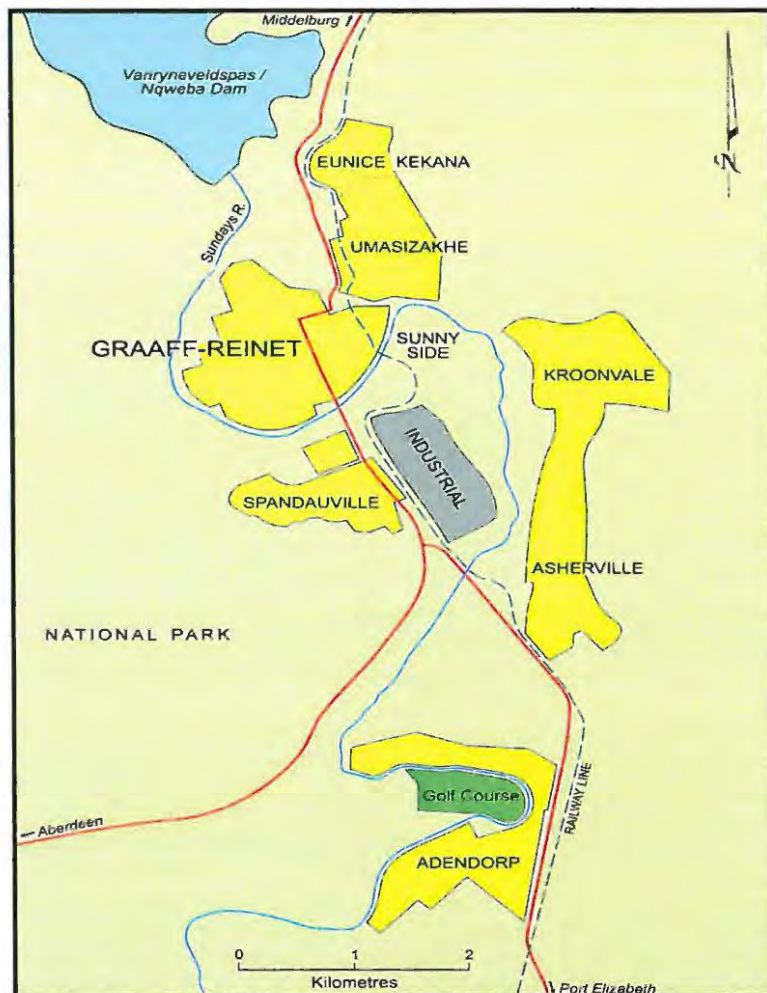 Middelburg
Vanryneveldspas /
Nqweba Dam
EUNICE KEKANA
Sundays R.
UMASIZAKHE
GRAAFF-REINET
SUNNY
SIDE
KROONVALE
INDUSTRIAL
SPANDAUVILLE
ASHERVILLE
NATIONAL PARK
RAILWAY LINE
Golf Course
Aberdeen
ADENDORP
0 1 2
Kilometres
Port Elizabeth
N